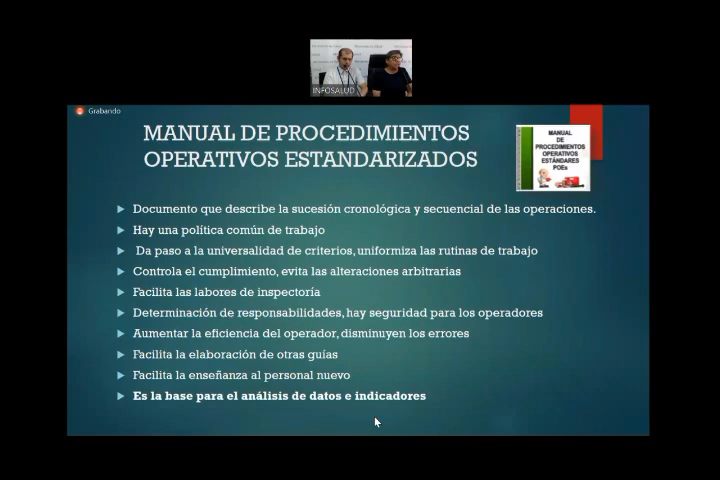 INFOSALUD
Grabando
MANUAL DE PROCEDIMIENTOS
OPERATIVOS ESTANDARIZADOS
MANUAL
DE
PROCEDIMIENTOS
OPERATIVOS
ESTÁNDARES
POEs
Documento que describe la sucesión cronológica y secuencial de las operaciones.
Hay una política común de trabajo
Da paso a la universalidad de criterios, uniformiza las rutinas de trabajo
Controla el cumplimiento, evita las alteraciones arbitrarias
Facilita las labores de inspectoría
Determinación de responsabilidades, hay seguridad para los operadores
Aumentar la eficiencia del operador, disminuyen los errores
Facilita la elaboración de otras guías
Facilita la enseñanza al personal nuevo
Es la base para el análisis de datos e indicadores